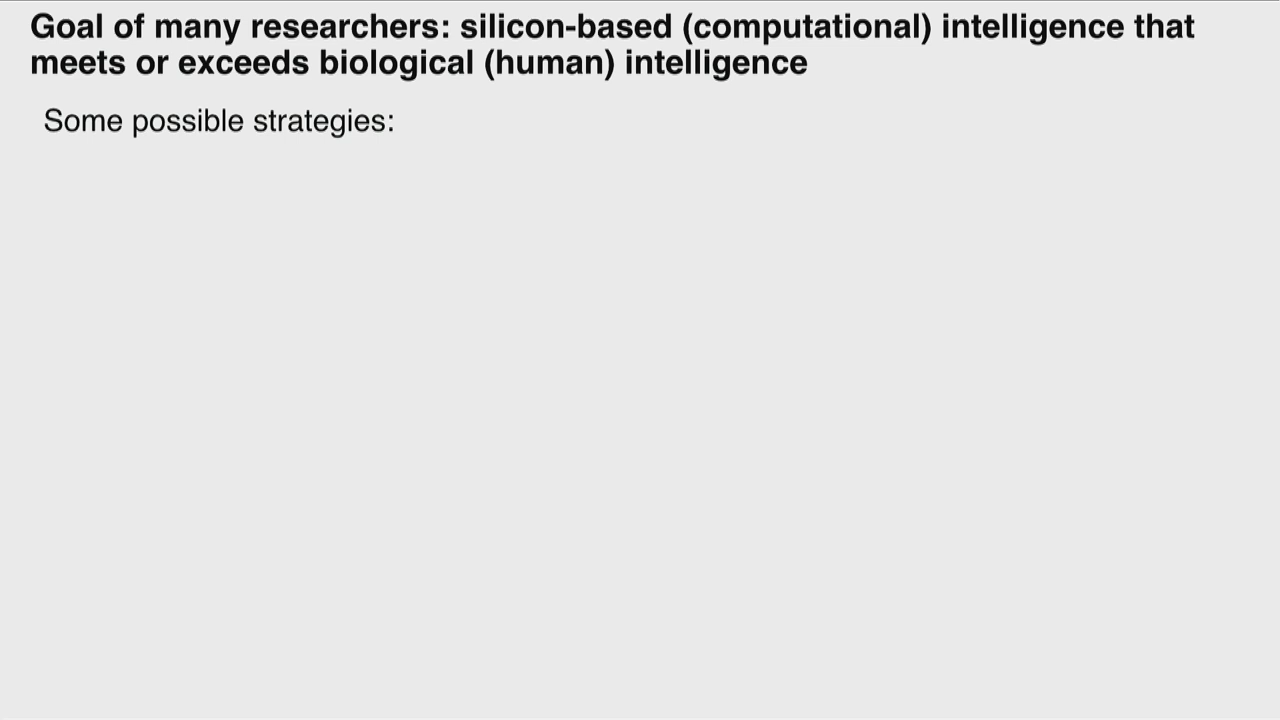 Goal of many researchers: silicon-based (computational) intelligence that
meets or exceeds biological (human) intelligence
Some possible strategies: